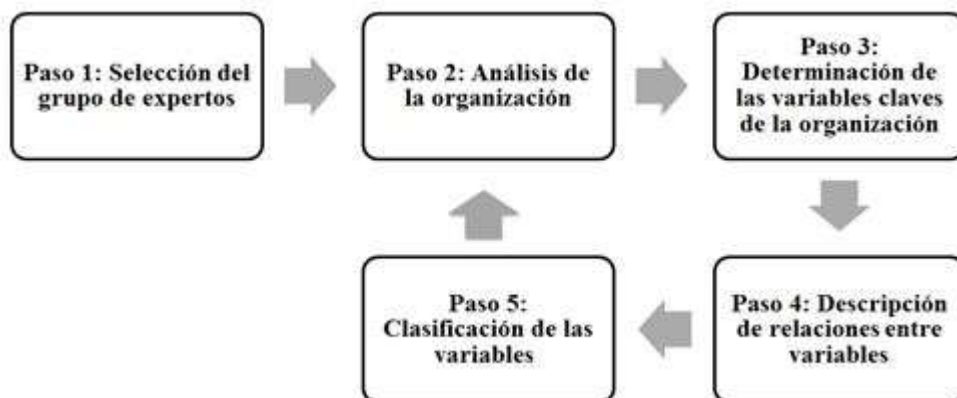 Paso 1: Selección del
grupo de expertos
Paso 2: Análisis de
la organización
Paso 3:
Determinación de
las variables claves
de la organización
Paso 4: Descripción
de relaciones entre
variables
Paso 5:
Clasificación de las
variables